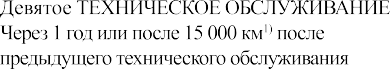 Девятое ТЕХНИЧЕСКОЕ ОБСЛУЖИВАНИЕ
Через 1 год или после 15 000 км¹⁾ после
предыдущего технического обслуживания